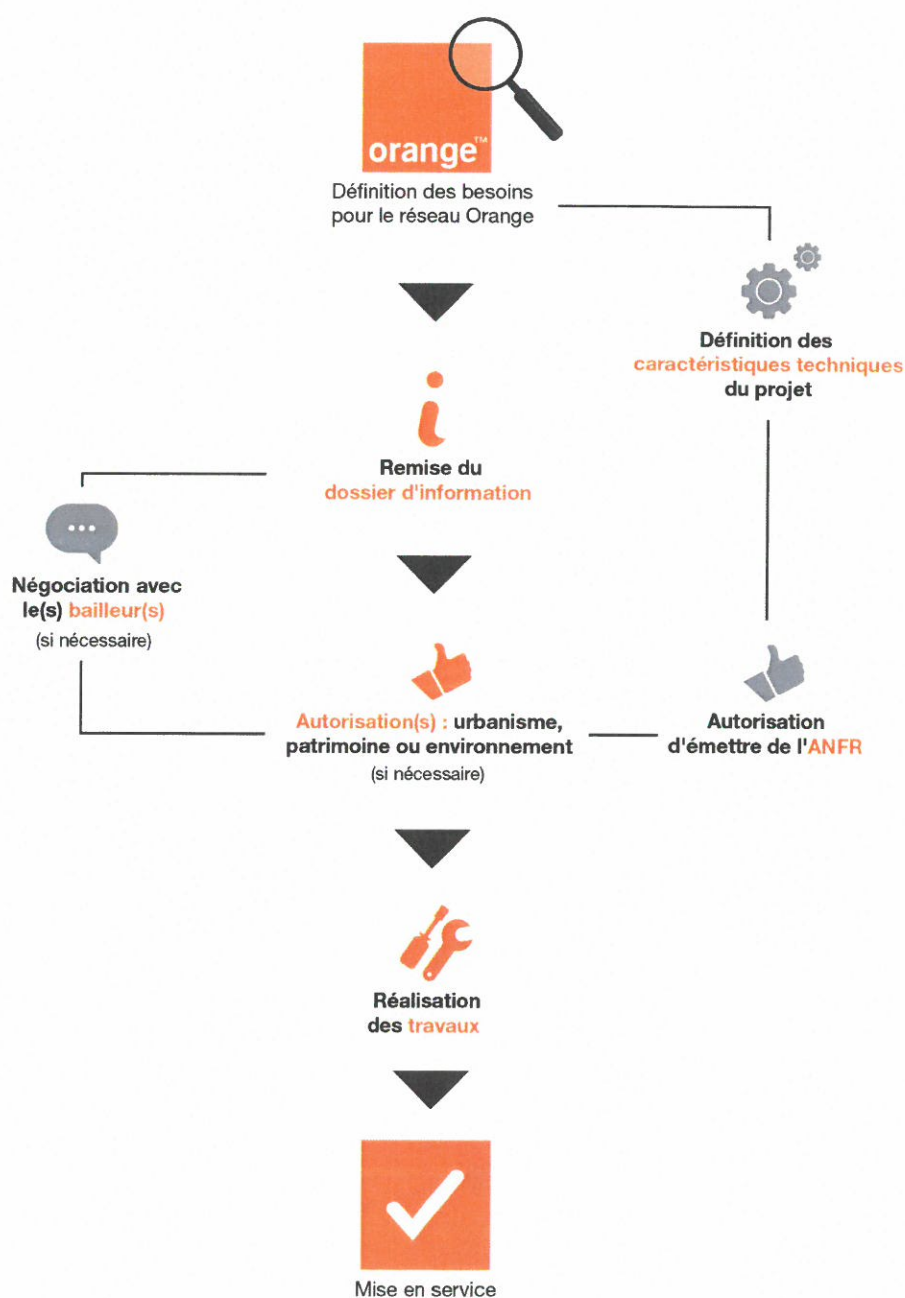 orange™
Définition des besoins
pour le réseau Orange
Définition des
caractéristiques techniques
du projet
Remise du
dossier d'information
Négociation avec
le(s) bailleur(s)
(si nécessaire)
Autorisation(s) : urbanisme,
patrimoine ou environnement
(si nécessaire)
Autorisation
d'émettre de l'ANFR
Réalisation
des travaux
Mise en service